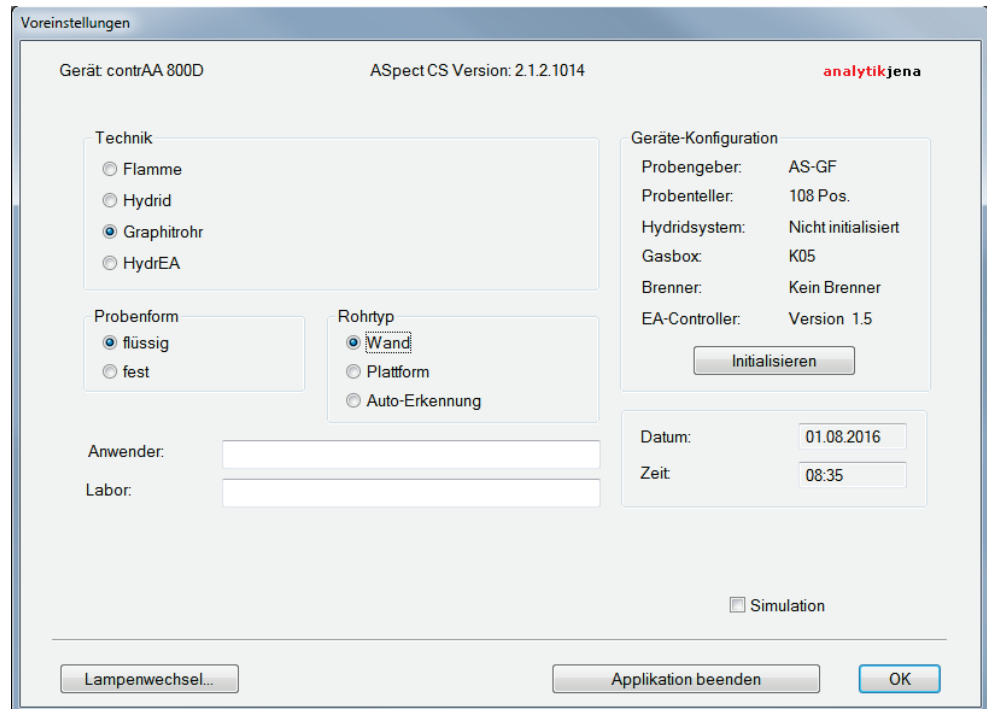 Voreinstellungen
Gerät: contrAA 800D
ASpect CS Version: 2.1.2.1014
analytikjena
Technik
Flamme
Hydrid
Graphitrohr
HydrEA
Probenform
flüssig
fest
Rohrtyp
Wand
Plattform
Auto-Erkennung
Anwender:
Labor:
Geräte-Konfiguration
Probengeber: AS-GF
Probenteller: 108 Pos.
Hydridsystem: Nicht initialisiert
Gasbox: K05
Brenner: Kein Brenner
EA-Controller: Version 1.5
Initialisieren
Datum: 01.08.2016
Zeit: 08:35
Simulation
Lampenwechsel...
Applikation beenden
OK